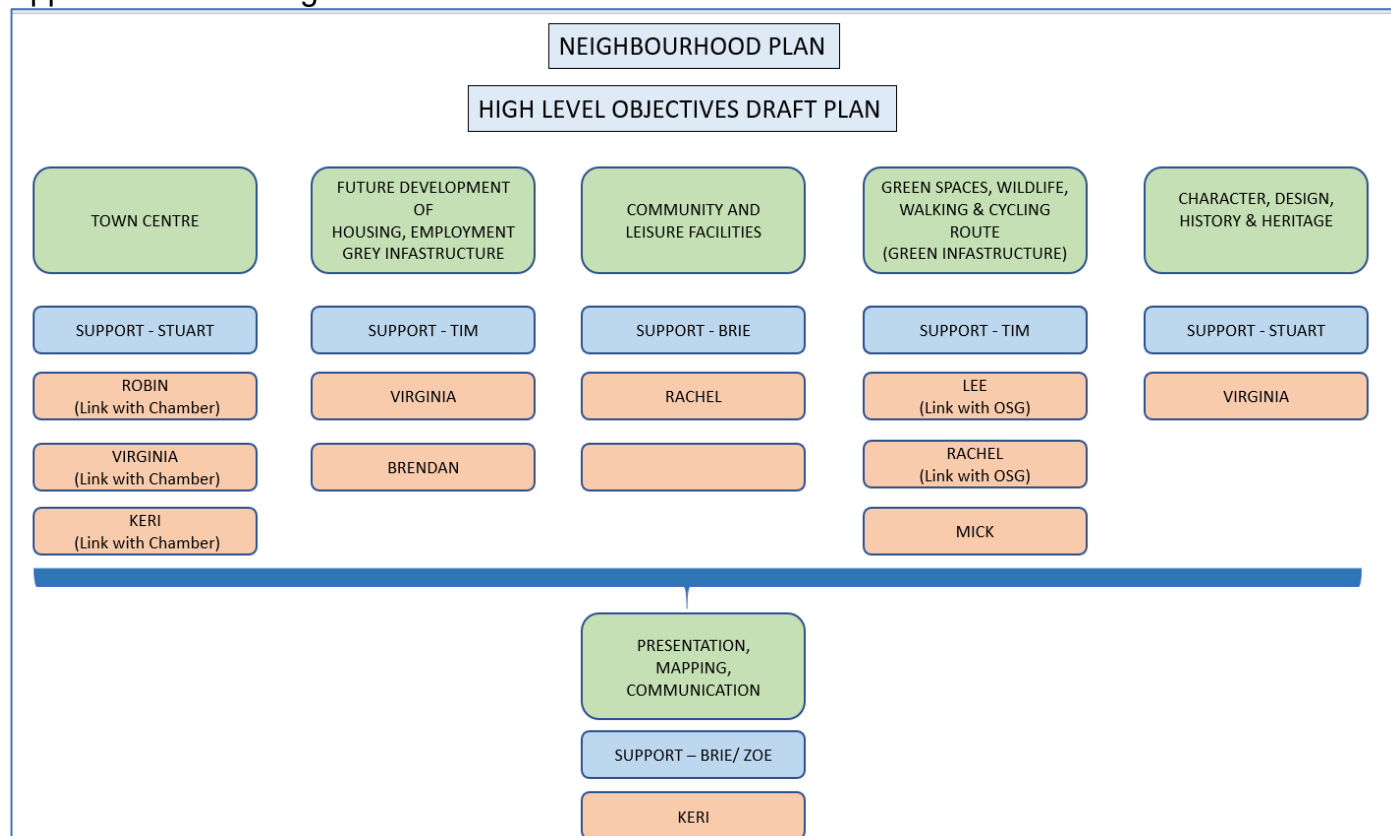 NEIGHBOURHOOD PLAN
HIGH LEVEL OBJECTIVES DRAFT PLAN
TOWN CENTRE
SUPPORT - STUART
ROBIN
(Link with Chamber)
VIRGINIA
(Link with Chamber)
KERI
(Link with Chamber)
FUTURE DEVELOPMENT
OF
HOUSING, EMPLOYMENT
GREY INFASTRUCTURE
SUPPORT - TIM
VIRGINIA
BRENDAN
COMMUNITY AND
LEISURE FACILITIES
SUPPORT - BRIE
RACHEL
GREEN SPACES, WILDLIFE,
WALKING & CYCLING
ROUTE
(GREEN INFASTRUCTURE)
SUPPORT - TIM
LEE
(Link with OSG)
RACHEL
(Link with OSG)
MICK
CHARACTER, DESIGN,
HISTORY & HERITAGE
SUPPORT - STUART
VIRGINIA
PRESENTATION,
MAPPING,
COMMUNICATION
SUPPORT – BRIE/ ZOE
KERI